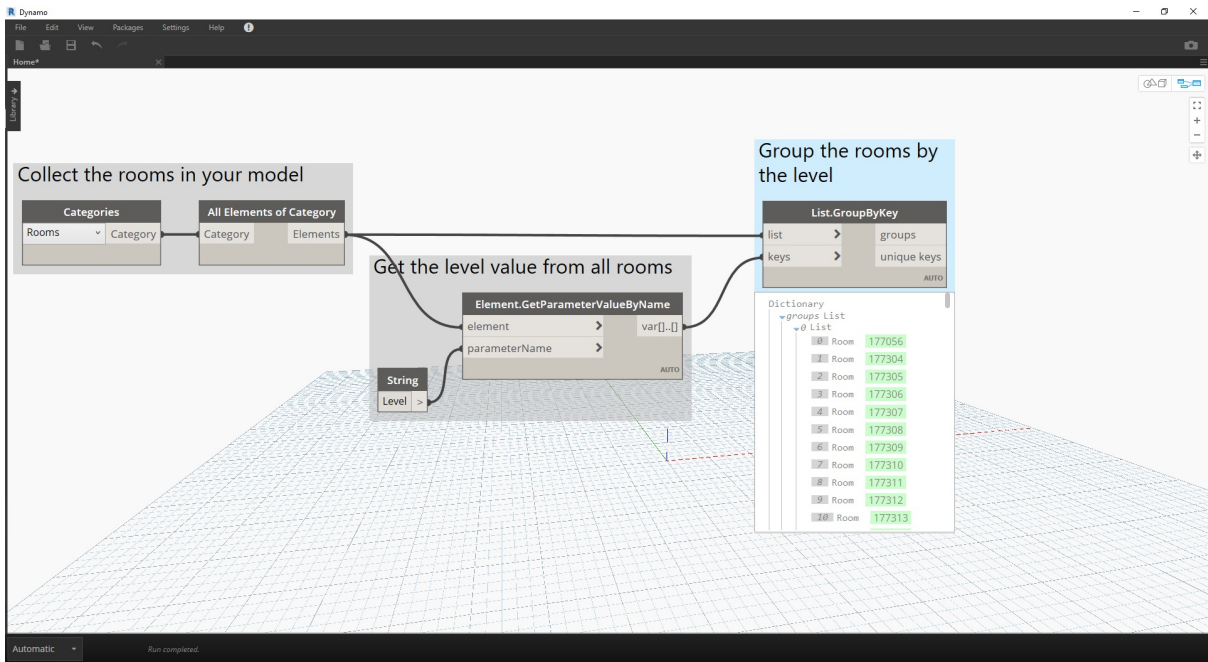 R Dynamo
File Edit View Packages Settings Help !
Home*
Library
Collect the rooms in your model
Categories
Rooms Category
All Elements of Category
Category Elements
Get the level value from all rooms
Element.GetParameterValueByName
element > var[]..[]
parameterName >
AUTO
String
Level >
Group the rooms by
the level
List.GroupByKey
list > groups
keys > unique keys
AUTO
Dictionary
groups List
0 List
0 Room 177056
1 Room 177304
2 Room 177305
3 Room 177306
4 Room 177307
5 Room 177308
6 Room 177309
7 Room 177310
8 Room 177311
9 Room 177312
10 Room 177313
Automatic Run completed.